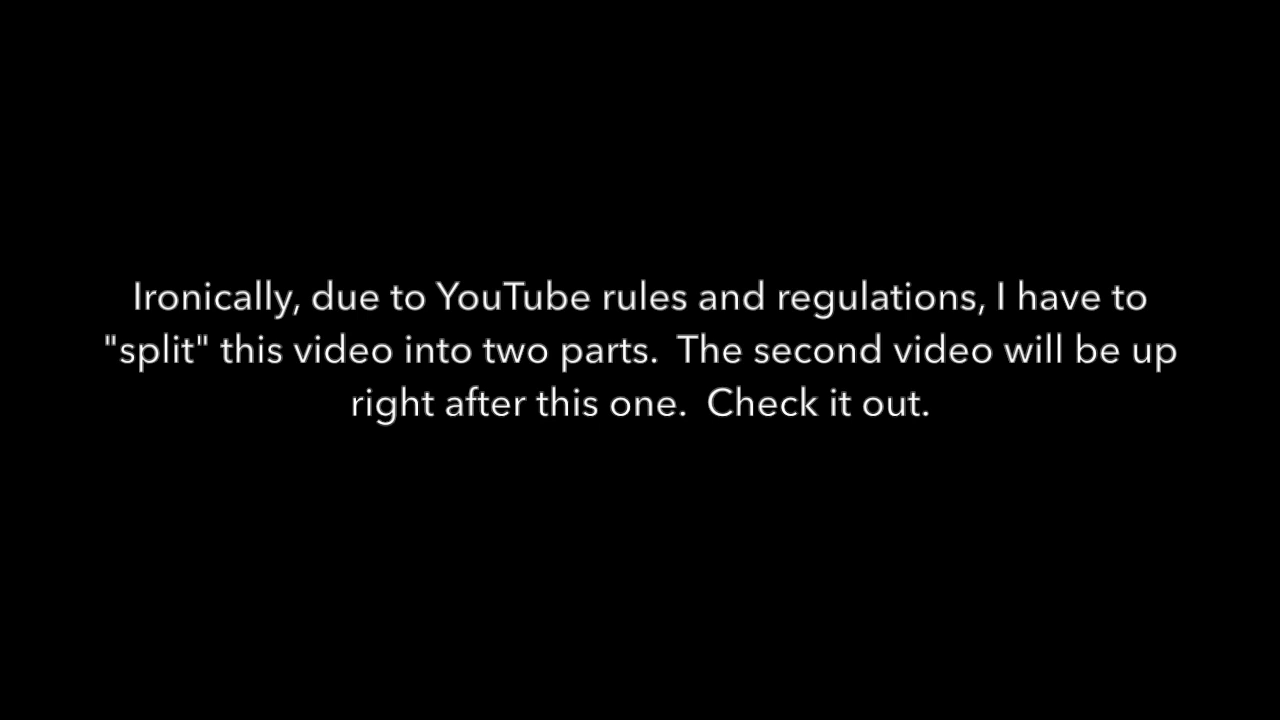 Ironically, due to YouTube rules and regulations, I have to
"split" this video into two parts.  The second video will be up
right after this one.  Check it out.